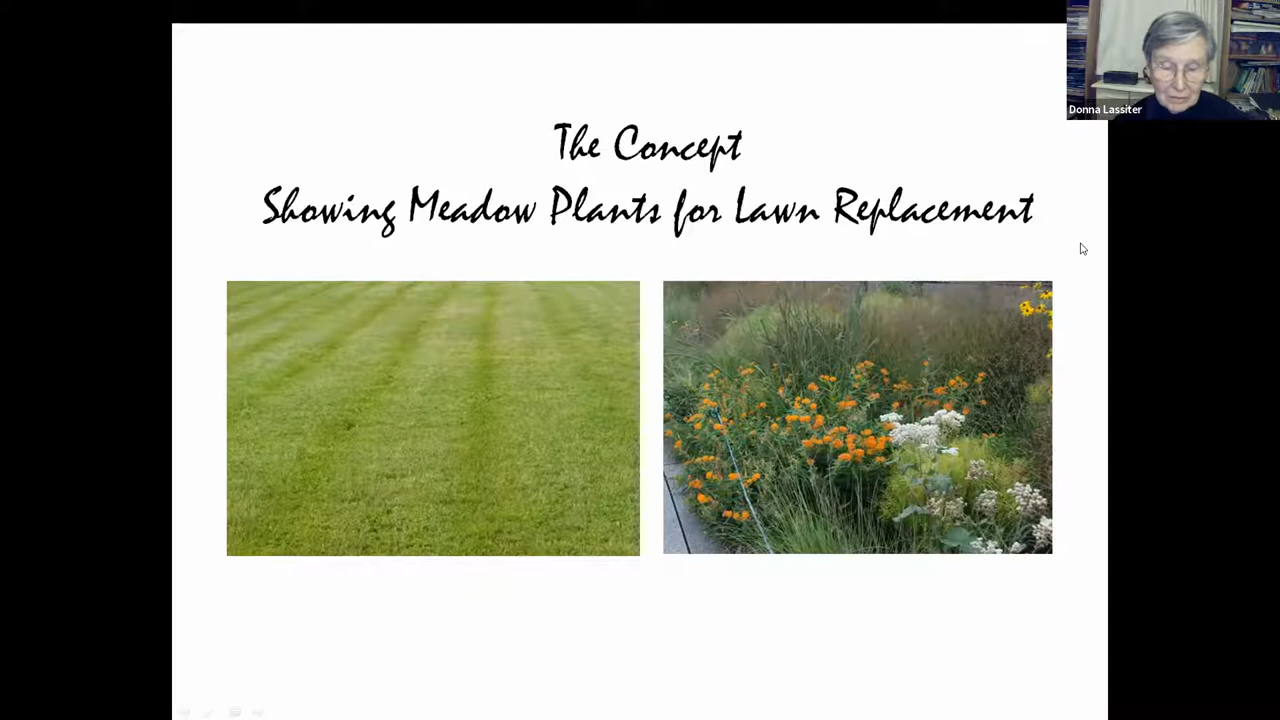 The Concept
Showing Meadow Plants for Lawn Replacement
Donna Lassiter